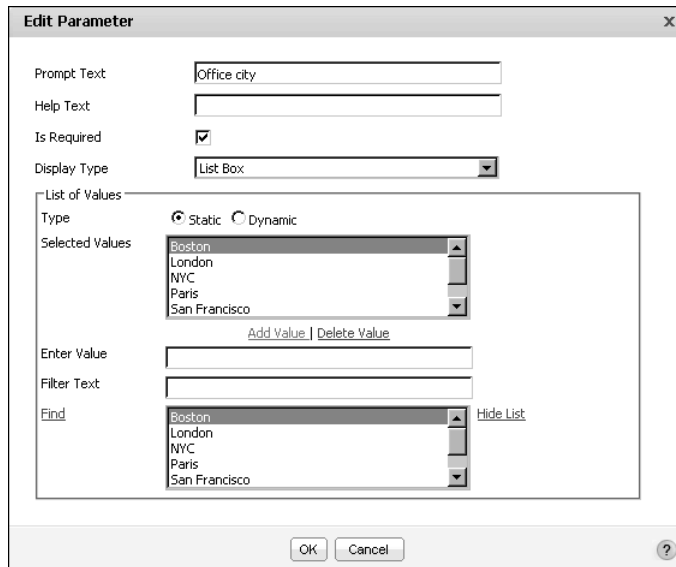 Edit Parameter x
Prompt Text Office city
Help Text
Is Required
Display Type List Box
List of Values
Type Static Dynamic
Selected Values Boston
London
NYC
Paris
San Francisco
Add Value | Delete Value
Enter Value
Filter Text
Find Boston Hide List
London
NYC
Paris
San Francisco
OK Cancel ?